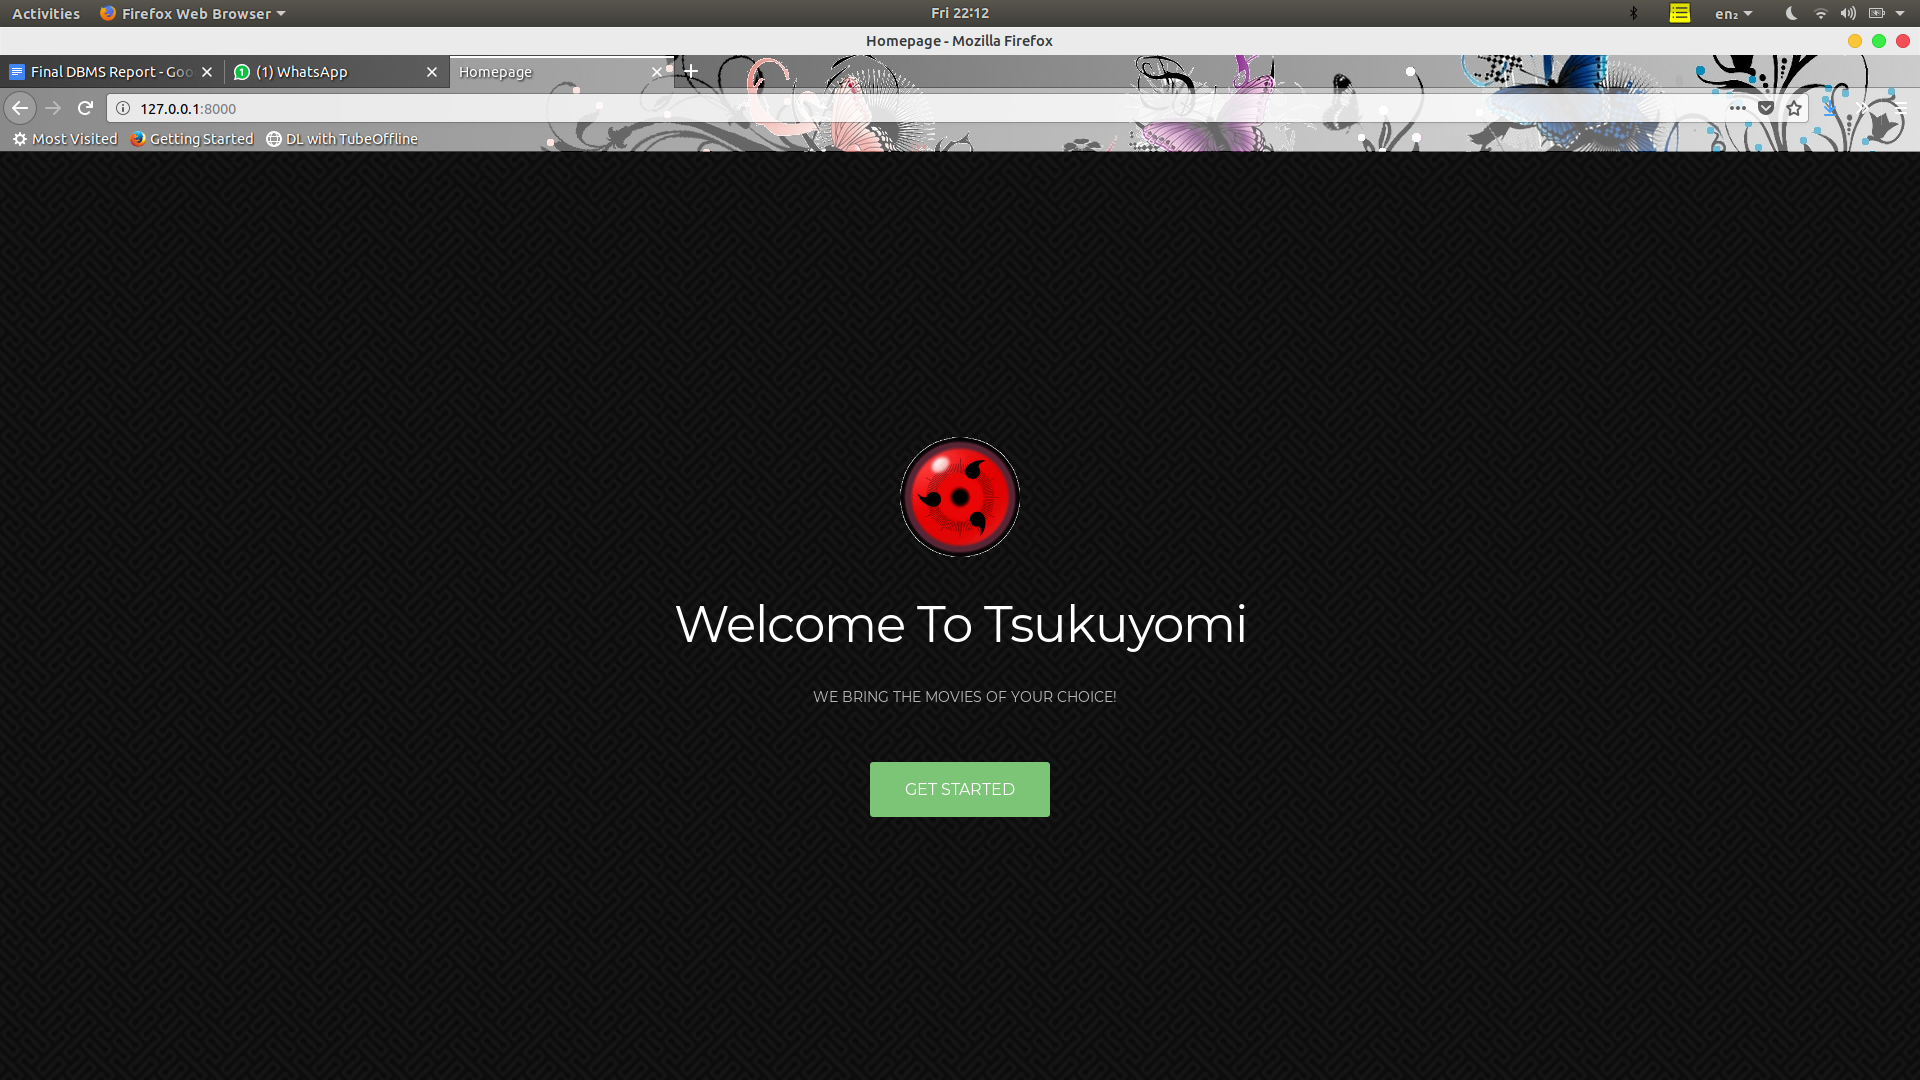 Activities Firefox Web Browser Fri 22:12 en₂
Homepage - Mozilla Firefox
Final DBMS Report - Goo (1) WhatsApp Homepage
127.0.0.1:8000
Most Visited Getting Started DL with TubeOffline
Welcome To Tsukuyomi
WE BRING THE MOVIES OF YOUR CHOICE!
GET STARTED